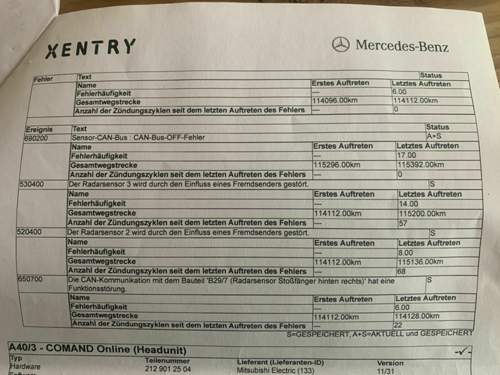 XENTRY
Mercedes-Benz
Fehler Text Status
Name Erstes Auftreten Letztes Auftreten
Fehlerhäufigkeit --- 6.00
Gesamtwegstrecke 114096.00km 114112.00km
Anzahl der Zündungszyklen seit dem letzten Auftreten des Fehlers --- 0
Ereignis Text Status
690200 Sensor-CAN-Bus : CAN-Bus-OFF-Fehler A+S
Name Erstes Auftreten Letztes Auftreten
Fehlerhäufigkeit --- 17.00
Gesamtwegstrecke 115296.00km 115392.00km
Anzahl der Zündungszyklen seit dem letzten Auftreten des Fehlers --- 0
530400 Der Radarsensor 3 wird durch den Einfluss eines Fremdsenders gestört. S
Name Erstes Auftreten Letztes Auftreten
Fehlerhäufigkeit --- 14.00
Gesamtwegstrecke 114112.00km 115200.00km
Anzahl der Zündungszyklen seit dem letzten Auftreten des Fehlers --- 57
520400 Der Radarsensor 2 wird durch den Einfluss eines Fremdsenders gestört. S
Name Erstes Auftreten Letztes Auftreten
Fehlerhäufigkeit --- 8.00
Gesamtwegstrecke 114112.00km 115136.00km
Anzahl der Zündungszyklen seit dem letzten Auftreten des Fehlers --- 68
650700 Die CAN-Kommunikation mit dem Bauteil 'B29/7 (Radarsensor Stoßfänger hinten rechts)' hat eine S
Funktionsstörung.
Name Erstes Auftreten Letztes Auftreten
Fehlerhäufigkeit --- 6.00
Gesamtwegstrecke 114112.00km 114128.00km
Anzahl der Zündungszyklen seit dem letzten Auftreten des Fehlers --- 22
S=GESPEICHERT, A+S=AKTUELL und GESPEICHERT
A40/3 - COMAND Online (Headunit) -✓-
Typ Teilenummer Lieferant (Lieferanten-ID) Version
Hardware 212 901 25 04 Mitsubishi Electric (133) 11/31